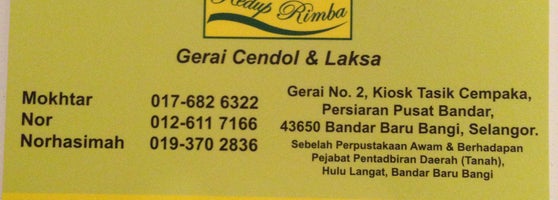 Redup Rimba
Gerai Cendol & Laksa
Mokhtar 017-682 6322
Nor 012-611 7166
Norhasimah 019-370 2836
Gerai No. 2, Kiosk Tasik Cempaka,
Persiaran Pusat Bandar,
43650 Bandar Baru Bangi, Selangor.
Sebelah Perpustakaan Awam & Berhadapan
Pejabat Pentadbiran Daerah (Tanah),
Hulu Langat, Bandar Baru Bangi